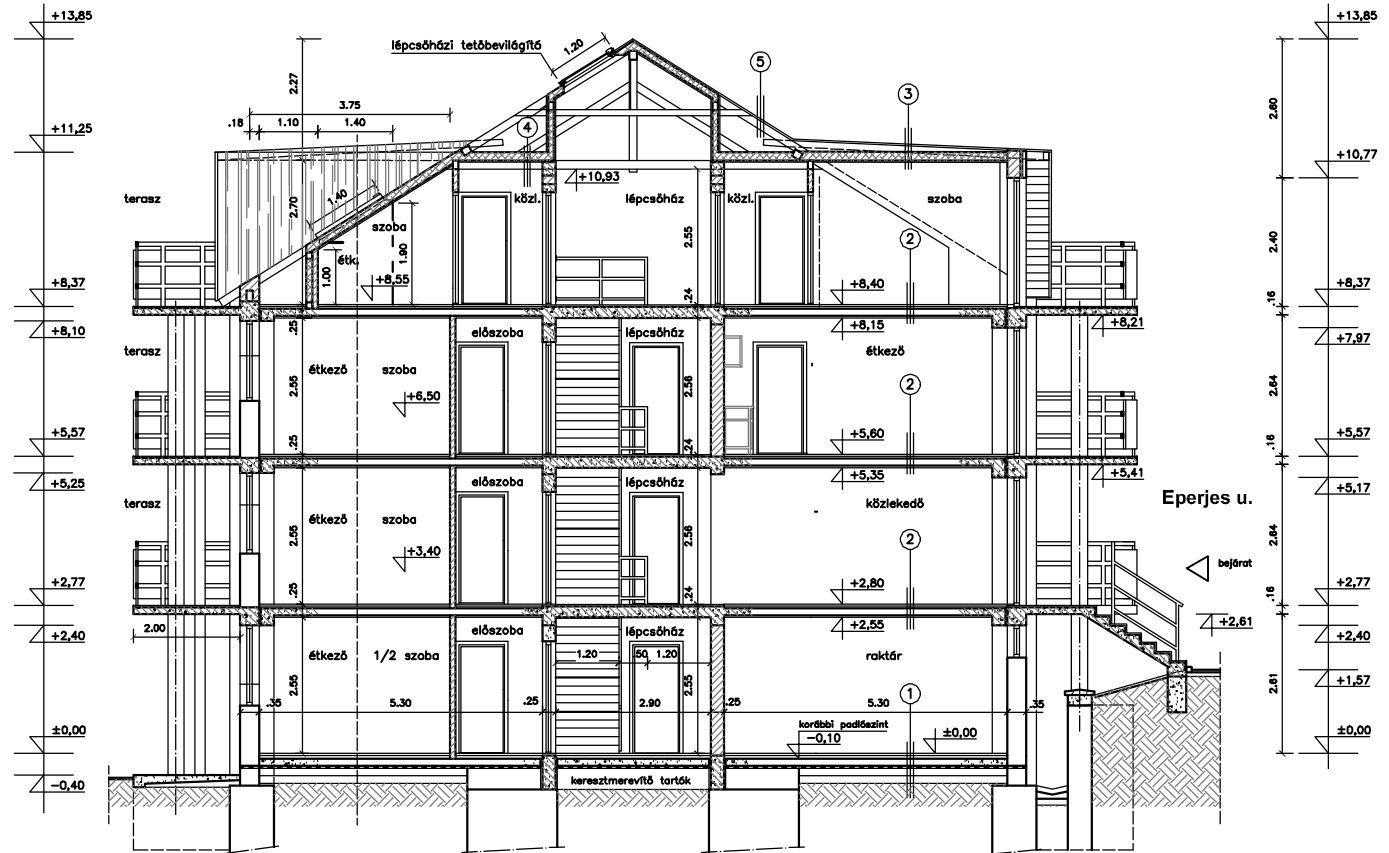 +13,85
+13,85
lépcsőházi tetőbevilágító
1.20
5
3
2.27
2.60
3.75
.18
1.10
1.40
4
+11,25
+10,77
+10,93
terasz
1.40
közl.
lépcsőház
közl.
szoba
2.70
szoba
2.55
2.40
étk.
1.90
2
1.00
+8,55
+8,37
+8,40
+8,37
.24
.16
+8,10
.25
előszoba
lépcsőház
+8,15
+8,21
+7,97
terasz
étkező
szoba
étkező
2.55
2.56
2
2.64
+6,50
+5,57
+5,60
+5,57
.25
.24
.16
+5,25
előszoba
lépcsőház
+5,35
+5,41
+5,17
terasz
étkező
szoba
közlekedő
Eperjes u.
2.55
2.56
2
2.64
+3,40
bejárat
+2,77
+2,80
+2,77
.25
.24
.16
2.00
+2,61
+2,40
előszoba
lépcsőház
+2,55
+2,40
étkező
1/2 szoba
1.20
50
1.20
raktár
2.55
2.55
2.61
+1,57
.35
5.30
.25
2.90
.25
5.30
1
.35
±0,00
korábbi padlószint
-0,10
±0,00
±0,00
-0,40
keresztmerevítő tartók